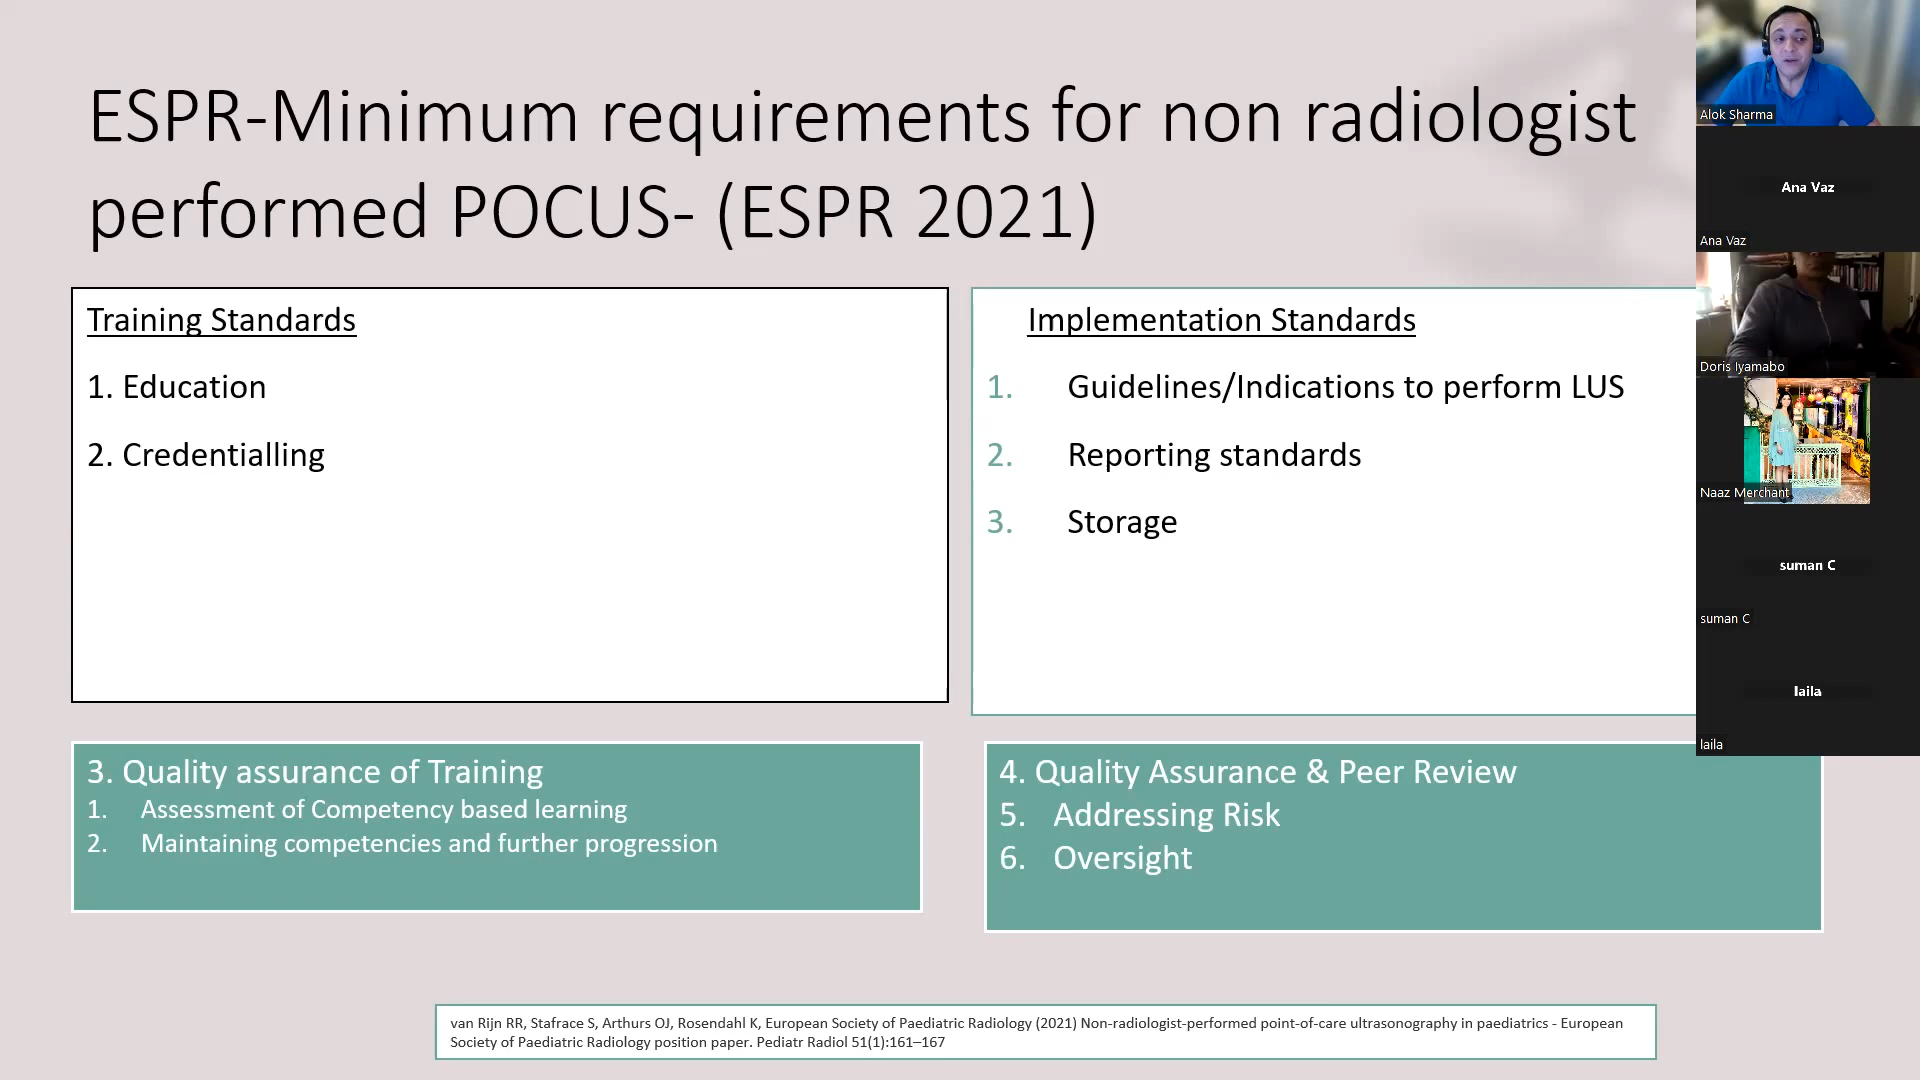 ESPR-Minimum requirements for non radiologist
performed POCUS- (ESPR 2021)
Training Standards
1. Education
2. Credentialling
Implementation Standards
1. Guidelines/Indications to perform LUS
2. Reporting standards
3. Storage
3. Quality assurance of Training
1. Assessment of Competency based learning
2. Maintaining competencies and further progression
4. Quality Assurance & Peer Review
5. Addressing Risk
6. Oversight
van Rijn RR, Stafrace S, Arthurs OJ, Rosendahl K, European Society of Paediatric Radiology (2021) Non-radiologist-performed point-of-care ultrasonography in paediatrics - European
Society of Paediatric Radiology position paper. Pediatr Radiol 51(1):161–167
Alok Sharma
Ana Vaz
Ana Vaz
Doris Iyamabo
Naaz Merchant
suman C
suman C
laila
laila